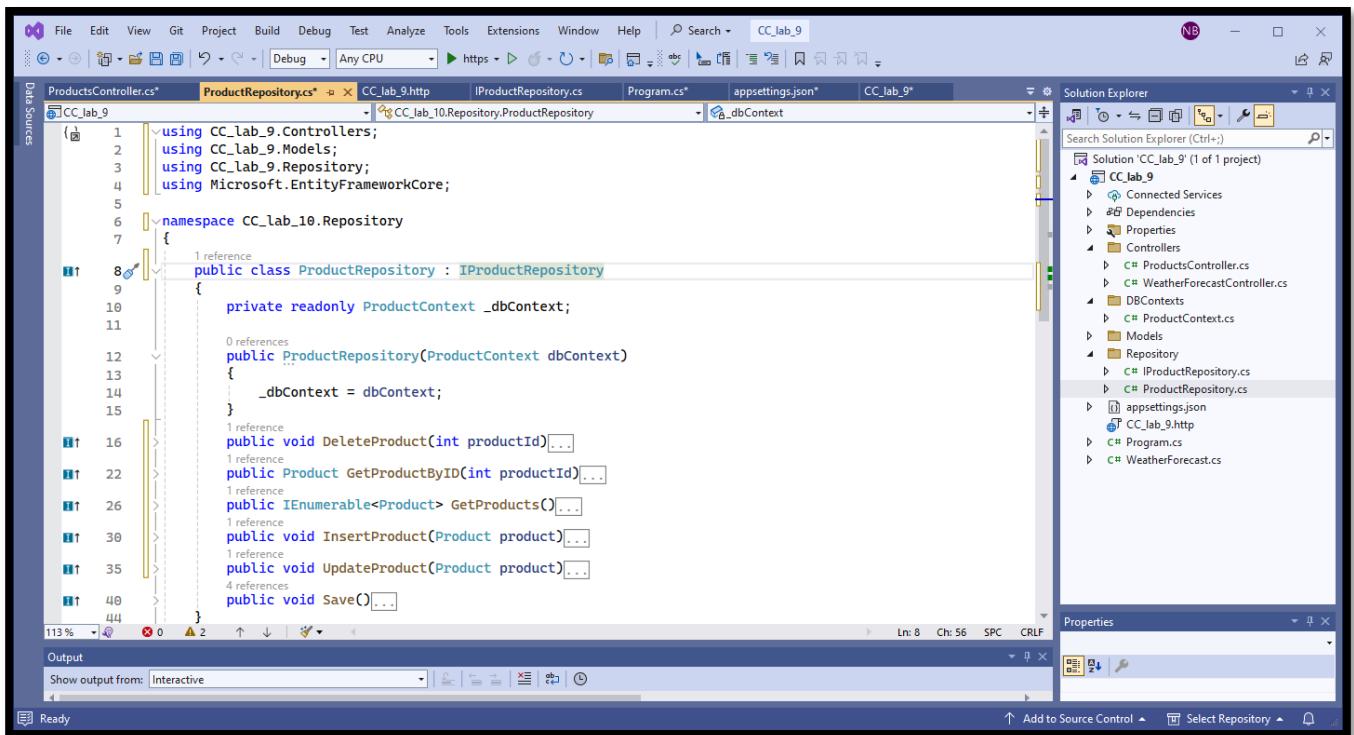 File Edit View Git Project Build Debug Test Analyze Tools Extensions Window Help Search CC_lab_9 NB
Debug Any CPU https
Data Sources
ProductsController.cs* ProductRepository.cs* CC_lab_9.http IProductRepository.cs Program.cs* appsettings.json* CC_lab_9*
CC_lab_9 CC_lab_10.Repository.ProductRepository _dbContext
1 using CC_lab_9.Controllers;
2 using CC_lab_9.Models;
3 using CC_lab_9.Repository;
4 using Microsoft.EntityFrameworkCore;
5
6 namespace CC_lab_10.Repository
7 {
1 reference
8 public class ProductRepository : IProductRepository
9 {
10 private readonly ProductContext _dbContext;
11
0 references
12 public ProductRepository(ProductContext dbContext)
13 {
14 _dbContext = dbContext;
15 }
1 reference
16 public void DeleteProduct(int productId)...
1 reference
22 public Product GetProductByID(int productId)...
1 reference
26 public IEnumerable<Product> GetProducts()...
1 reference
30 public void InsertProduct(Product product)...
1 reference
35 public void UpdateProduct(Product product)...
4 references
40 public void Save()...
44 }
113 % 0 2 Ln: 8 Ch: 56 SPC CRLF
Output
Show output from: Interactive
Solution Explorer
Search Solution Explorer (Ctrl+;)
Solution 'CC_lab_9' (1 of 1 project)
CC_lab_9
Connected Services
Dependencies
Properties
Controllers
C# ProductsController.cs
C# WeatherForecastController.cs
DBContexts
C# ProductContext.cs
Models
Repository
C# IProductRepository.cs
C# ProductRepository.cs
appsettings.json
CC_lab_9.http
C# Program.cs
C# WeatherForecast.cs
Properties
Ready Add to Source Control Select Repository